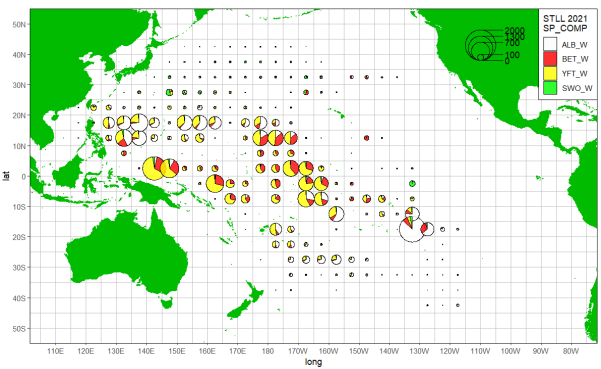 STLL 2021
SP_COMP
ALB_W
BET_W
YFT_W
SWO_W
2000
1300
700
100
0
50N
40N
30N
20N
10N
0
10S
20S
30S
40S
50S
lat
110E 120E 130E 140E 150E 160E 170E 180 170W 160W 150W 140W 130W 120W 110W 100W 90W 80W
long